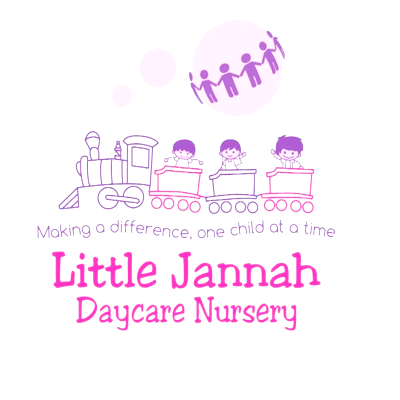 Making a difference, one child at a time
Little Jannah
Daycare Nursery